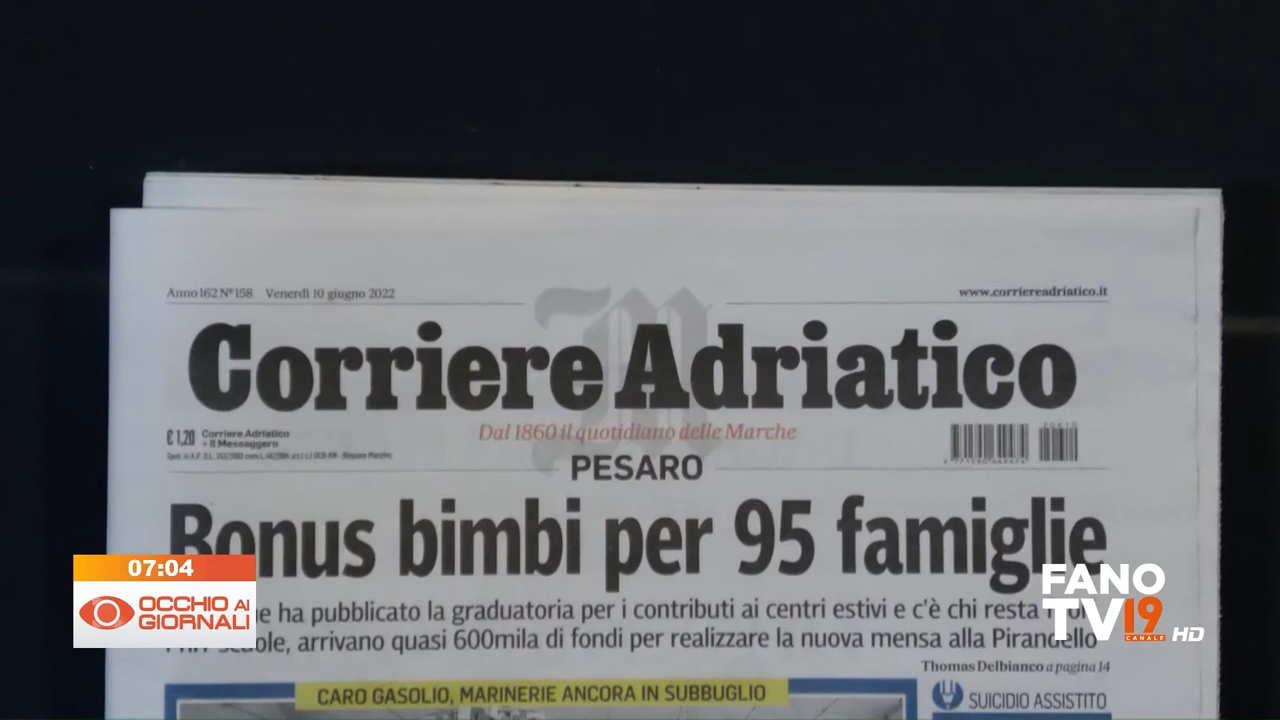 Anno 162 N° 158 Venerdì 10 giugno 2022
www.corriereadriatico.it
Corriere Adriatico
€ 1,20 Corriere Adriatico
+ Il Messaggero
Dal 1860 il quotidiano delle Marche
20610
PESARO
Bonus bimbi per 95 famiglie
ha pubblicato la graduatoria per i contributi ai centri estivi e c'è chi resta
arrivano quasi 600mila di fondi per realizzare la nuova mensa alla Pirandello
Thomas Delbianco a pagina 14
CARO GASOLIO, MARINERIE ANCORA IN SUBBUGLIO
SUICIDIO ASSISTITO
07:04
OCCHIO AI
GIORNALI
FANO
TV 19
CANALE
HD